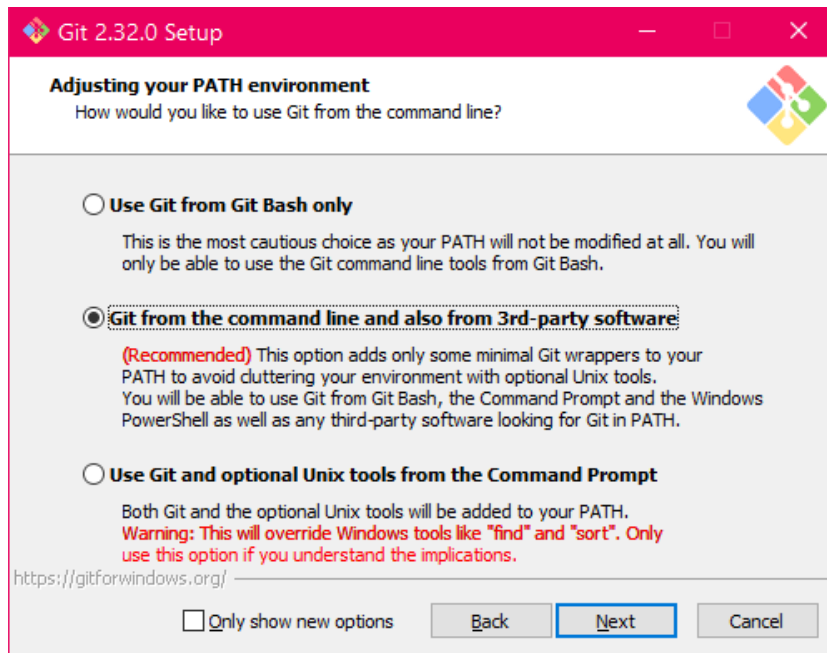 Git 2.32.0 Setup
Adjusting your PATH environment
How would you like to use Git from the command line?
Use Git from Git Bash only
This is the most cautious choice as your PATH will not be modified at all. You will
only be able to use the Git command line tools from Git Bash.
Git from the command line and also from 3rd-party software
(Recommended) This option adds only some minimal Git wrappers to your
PATH to avoid cluttering your environment with optional Unix tools.
You will be able to use Git from Git Bash, the Command Prompt and the Windows
PowerShell as well as any third-party software looking for Git in PATH.
Use Git and optional Unix tools from the Command Prompt
Both Git and the optional Unix tools will be added to your PATH.
Warning: This will override Windows tools like "find" and "sort". Only
use this option if you understand the implications.
https://gitforwindows.org/
Only show new options
Back
Next
Cancel